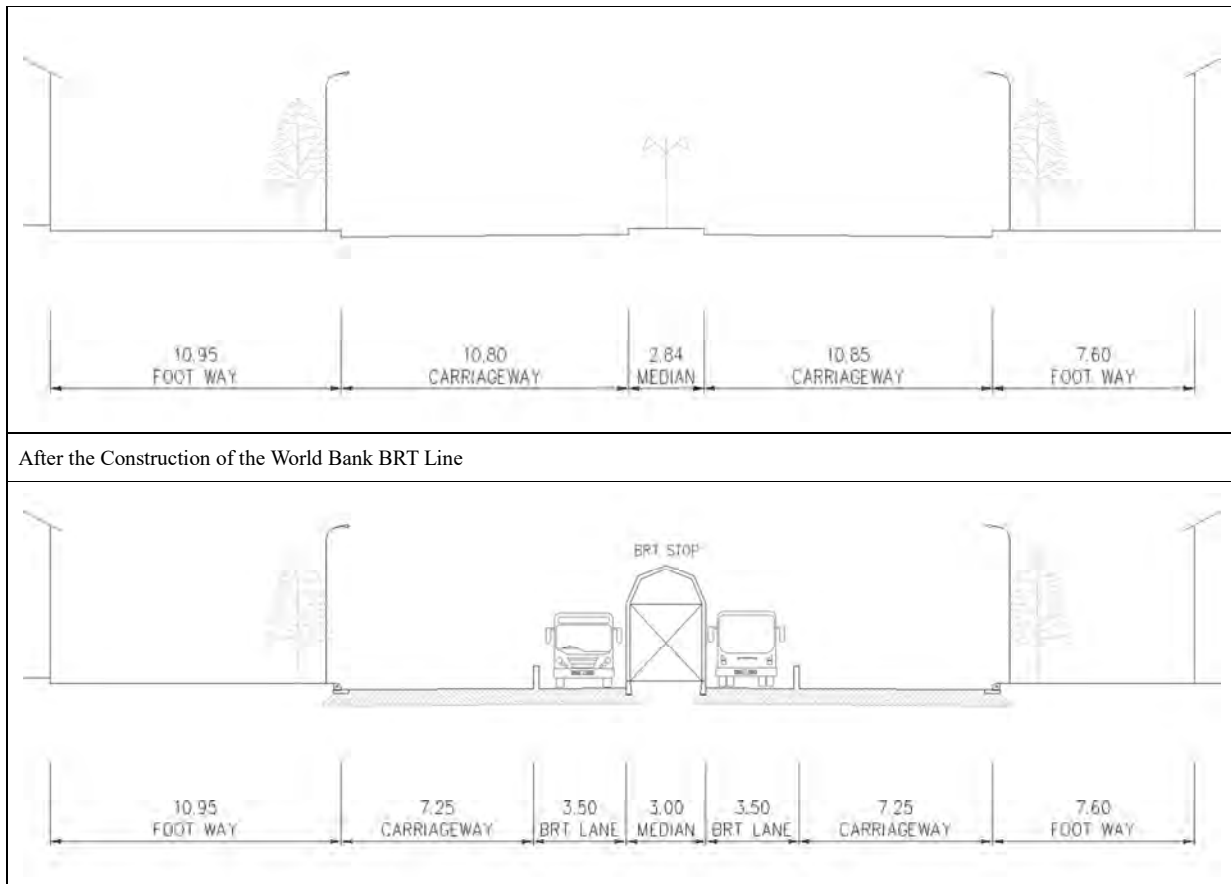 10.95 10.80 2.84 10.85 7.60
FOOT WAY CARRIAGEWAY MEDIAN CARRIAGEWAY FOOT WAY
After the Construction of the World Bank BRT Line
BRT STOP
10.95 7.25 3.50 3.00 3.50 7.25 7.60
FOOT WAY CARRIAGEWAY BRT LANE MEDIAN BRT LANE CARRIAGEWAY FOOT WAY